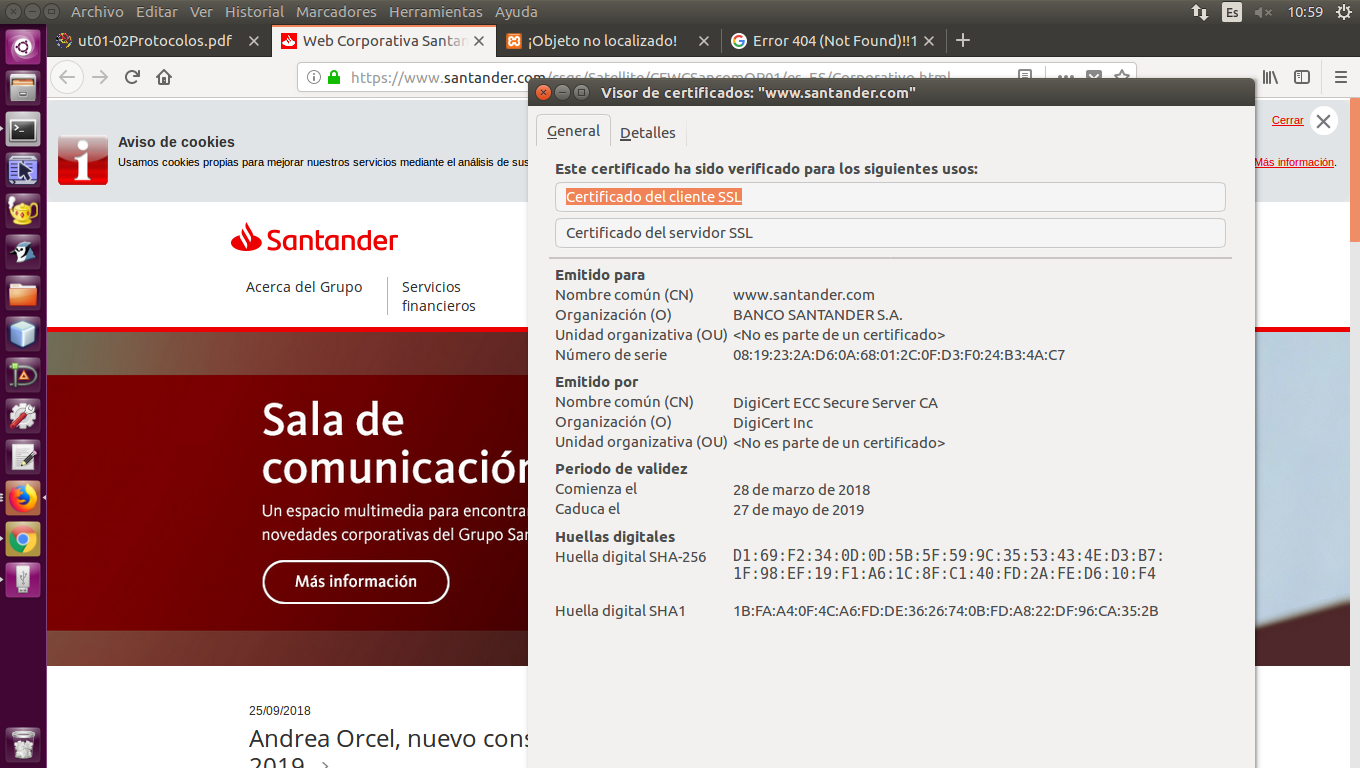 Archivo Editar Ver Historial Marcadores Herramientas Ayuda
Es
10:59
ut01-02Protocolos.pdf
Web Corporativa Santan
¡Objeto no localizado!
Error 404 (Not Found)!!1
https://www.santander.com/csgs/Satellite/CFWCSancomQP01/es_ES/Corporativo.html
Visor de certificados: "www.santander.com"
Aviso de cookies
Usamos cookies propias para mejorar nuestros servicios mediante el análisis de sus
Cerrar
Más información.
Santander
Acerca del Grupo
Servicios
financieros
Sala de
comunicación
Un espacio multimedia para encontrar
novedades corporativas del Grupo San
Más información
25/09/2018
Andrea Orcel, nuevo cons
2019
General
Detalles
Este certificado ha sido verificado para los siguientes usos:
Certificado del cliente SSL
Certificado del servidor SSL
Emitido para
Nombre común (CN) www.santander.com
Organización (O) BANCO SANTANDER S.A.
Unidad organizativa (OU) <No es parte de un certificado>
Número de serie 08:19:23:2A:D6:0A:68:01:2C:0F:D3:F0:24:B3:4A:C7
Emitido por
Nombre común (CN) DigiCert ECC Secure Server CA
Organización (O) DigiCert Inc
Unidad organizativa (OU) <No es parte de un certificado>
Periodo de validez
Comienza el 28 de marzo de 2018
Caduca el 27 de mayo de 2019
Huellas digitales
Huella digital SHA-256 D1:69:F2:34:0D:0D:5B:5F:59:9C:35:53:43:4E:D3:B7:
1F:98:EF:19:F1:A6:1C:8F:C1:40:FD:2A:FE:D6:10:F4
Huella digital SHA1 1B:FA:A4:0F:4C:A6:FD:DE:36:26:74:0B:FD:A8:22:DF:96:CA:35:2B